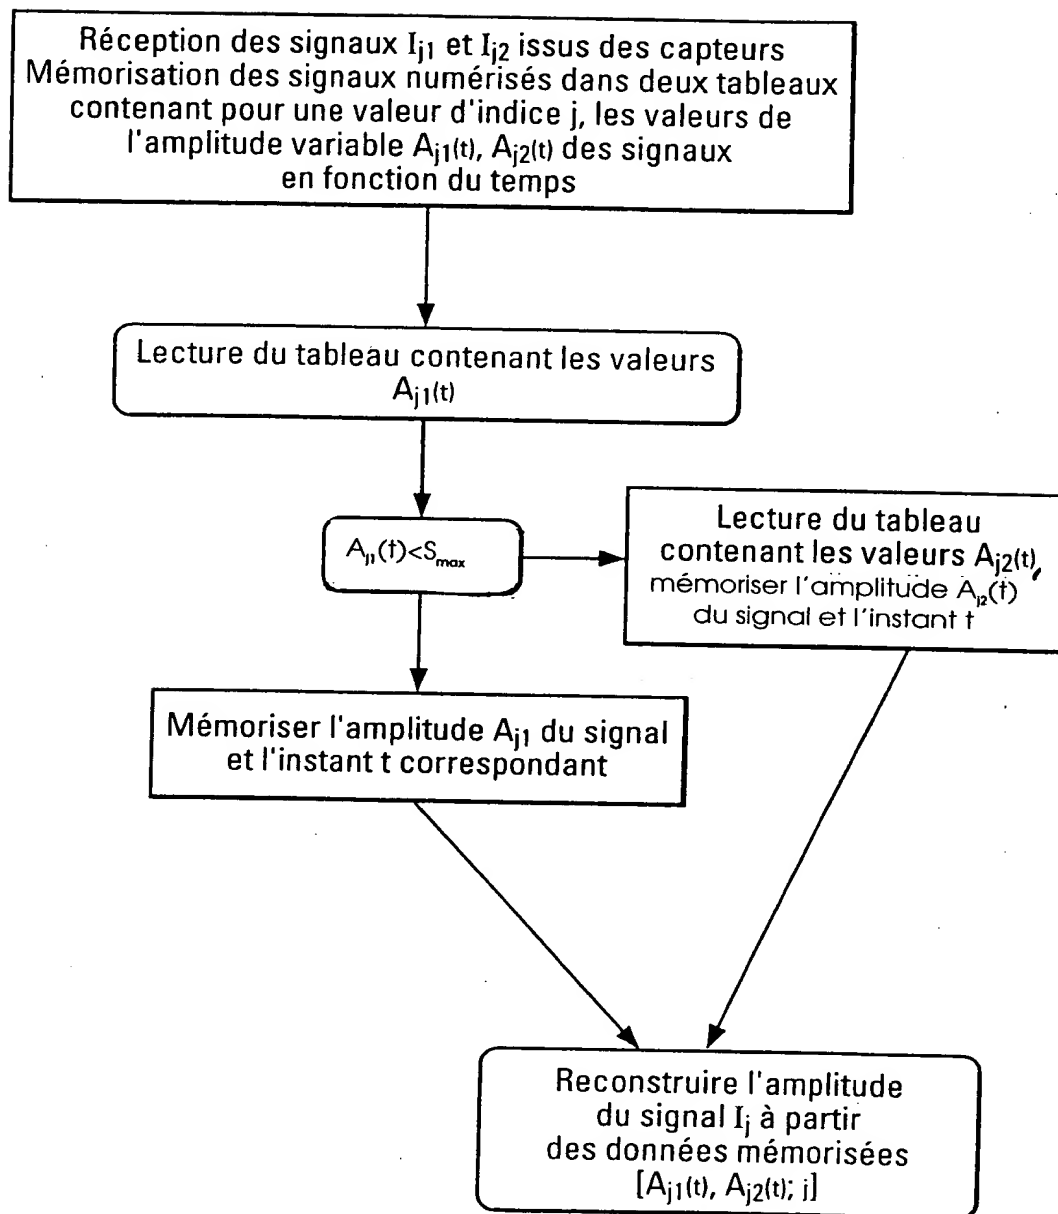 Réception des signaux Ij1 et Ij2 issus des capteurs
Mémorisation des signaux numérisés dans deux tableaux
contenant pour une valeur d'indice j, les valeurs de
l'amplitude variable Aj1(t), Aj2(t) des signaux
en fonction du temps
Lecture du tableau contenant les valeurs
Aj1(t)
Aj1(t)<Smax
Lecture du tableau
contenant les valeurs Aj2(t),
mémoriser l'amplitude Aj2(t)
du signal et l'instant t
Mémoriser l'amplitude Aj1 du signal
et l'instant t correspondant
Reconstruire l'amplitude
du signal Ij à partir
des données mémorisées
[Aj1(t), Aj2(t); j]